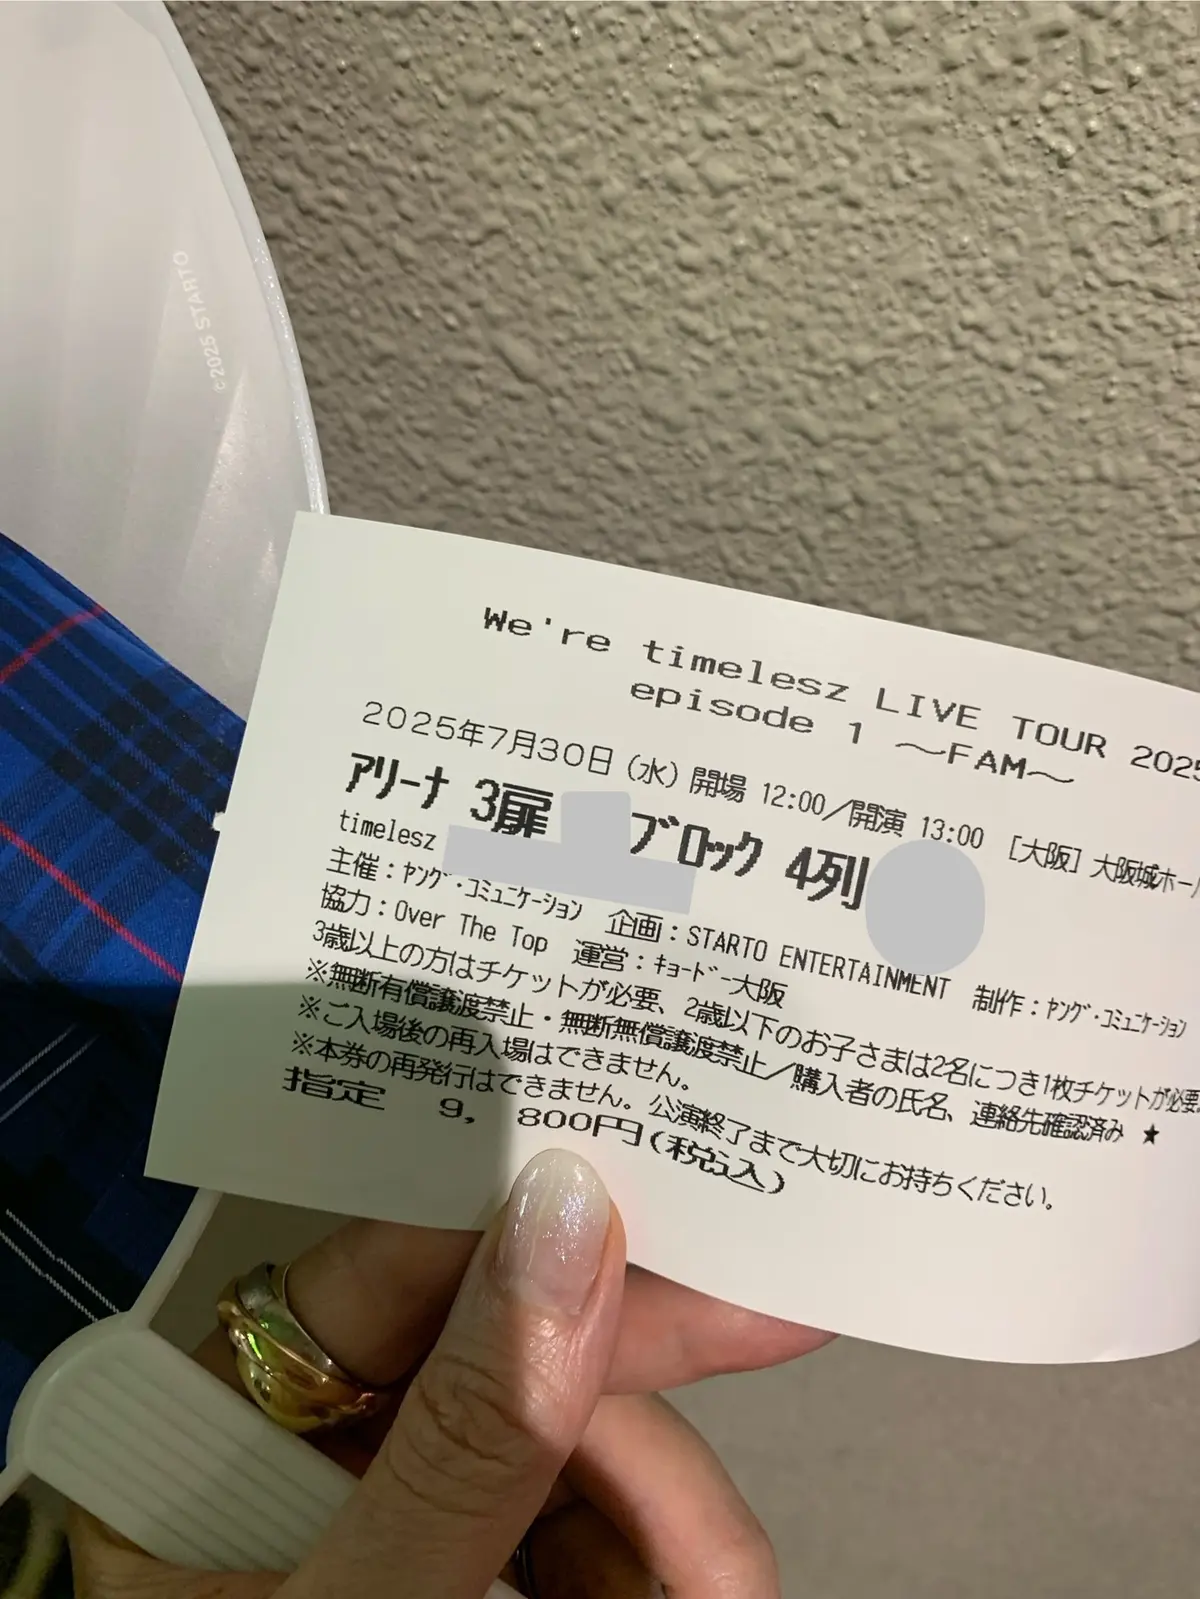 ©2025 STARTO
We're timelesz LIVE TOUR 2025
episode 1 ～FAM～
2025年7月30日（水）開場 12:00／開演 13:00 ［大阪］大阪城ホー
アリーナ 3扉 ブロック 4列
timelesz
主催：ヤング・コミュニケーション 企画：STARTO ENTERTAINMENT 制作：ヤング・コミュニケーション
協力：Over The Top 運営：キョードー大阪
3歳以上の方はチケットが必要、2歳以下のお子さまは2名につき1枚チケットが必要
※無断有償譲渡禁止・無断無償譲渡禁止／購入者の氏名、連絡先確認済み ★
※ご入場後の再入場はできません。
※本券の再発行はできません。公演終了まで大切にお持ちください。
指定 9, 800円(税込)